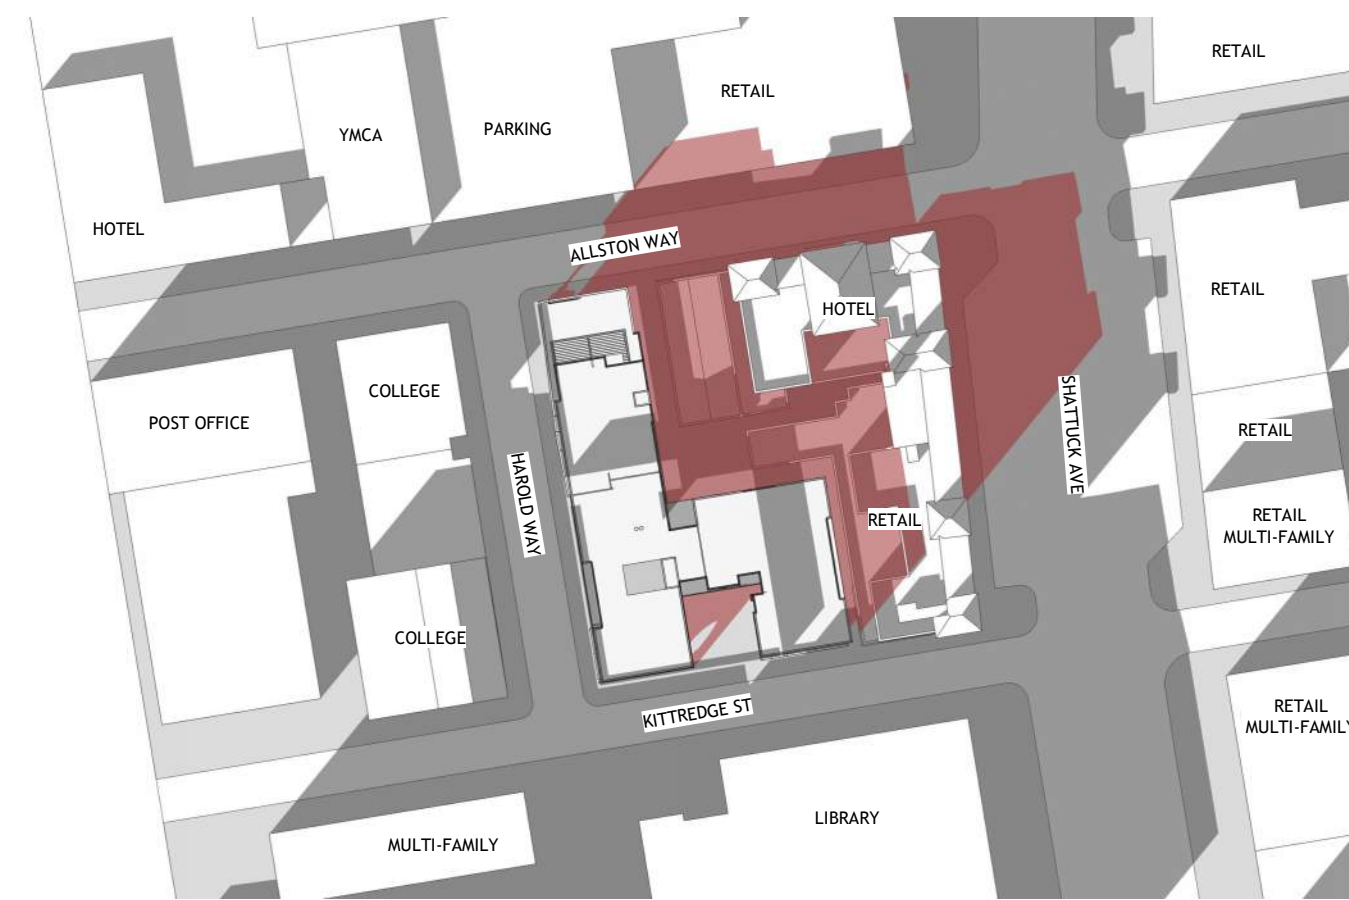 RETAIL
RETAIL
YMCA
PARKING
HOTEL
ALLSTON WAY
RETAIL
HOTEL
COLLEGE
POST OFFICE
SHATTUCK AVE
RETAIL
HAROLD WAY
RETAIL
RETAIL
MULTI-FAMILY
COLLEGE
KITTREDGE ST
RETAIL
MULTI-FAMILY
LIBRARY
MULTI-FAMILY